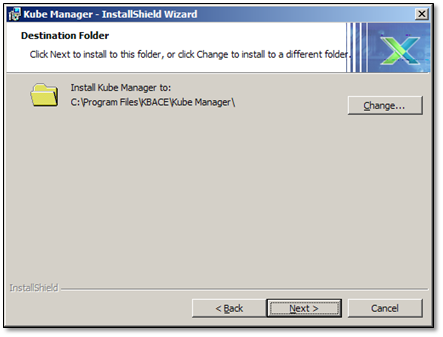 Kube Manager - InstallShield Wizard
Destination Folder
Click Next to install to this folder, or click Change to install to a different folder.
Install Kube Manager to:
C:\Program Files\KBACE\Kube Manager\
Change...
InstallShield
< Back
Next >
Cancel